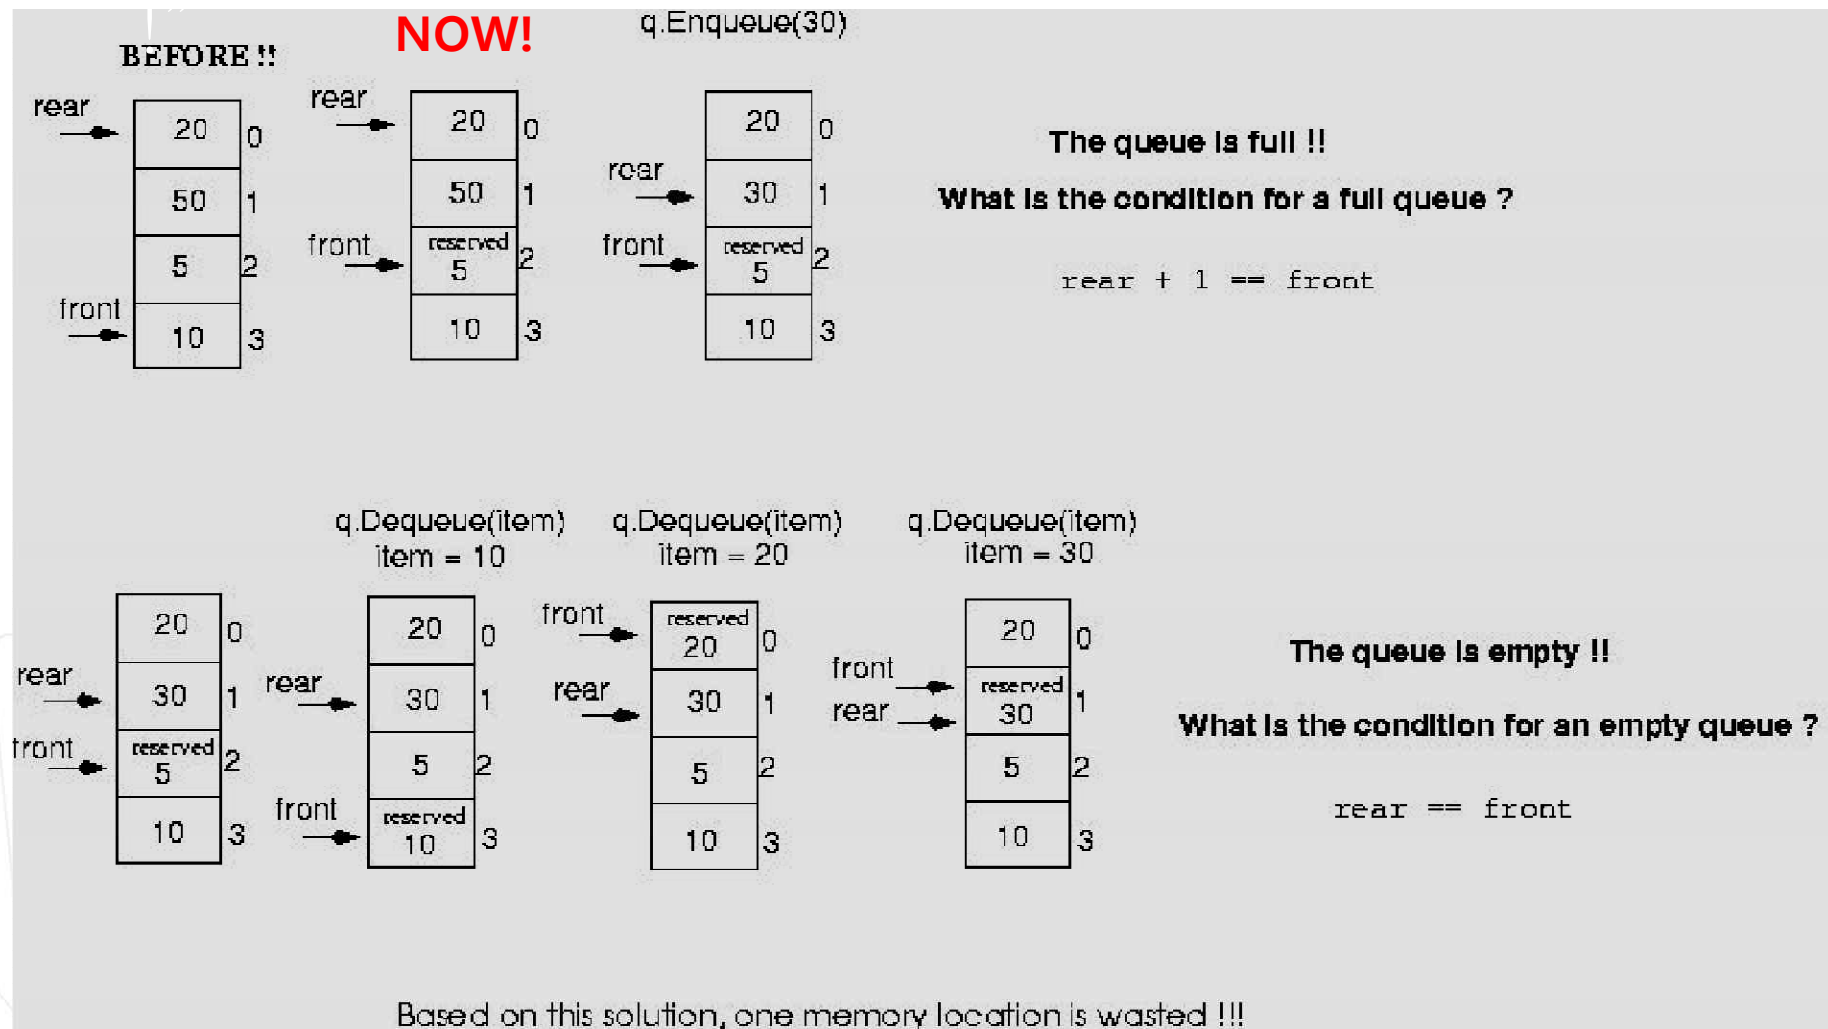 BEFORE !!
NOW!
q.Enqueue(30)
rear
20 0
50 1
5 2
front
10 3
rear
20 0
50 1
front
reserved
5 2
10 3
20 0
rear
30 1
front
reserved
5 2
10 3
The queue is full !!
What is the condition for a full queue ?
rear + 1 == front
q.Dequeue(item)
item = 10
q.Dequeue(item)
item = 20
q.Dequeue(item)
item = 30
20 0
rear
30 1
front
reserved
5 2
10 3
20 0
rear
30 1
5 2
front
reserved
10 3
front
reserved
20 0
rear
30 1
5 2
10 3
20 0
front
rear
reserved
30 1
5 2
10 3
The queue is empty !!
What is the condition for an empty queue ?
rear == front
Based on this solution, one memory location is wasted !!!